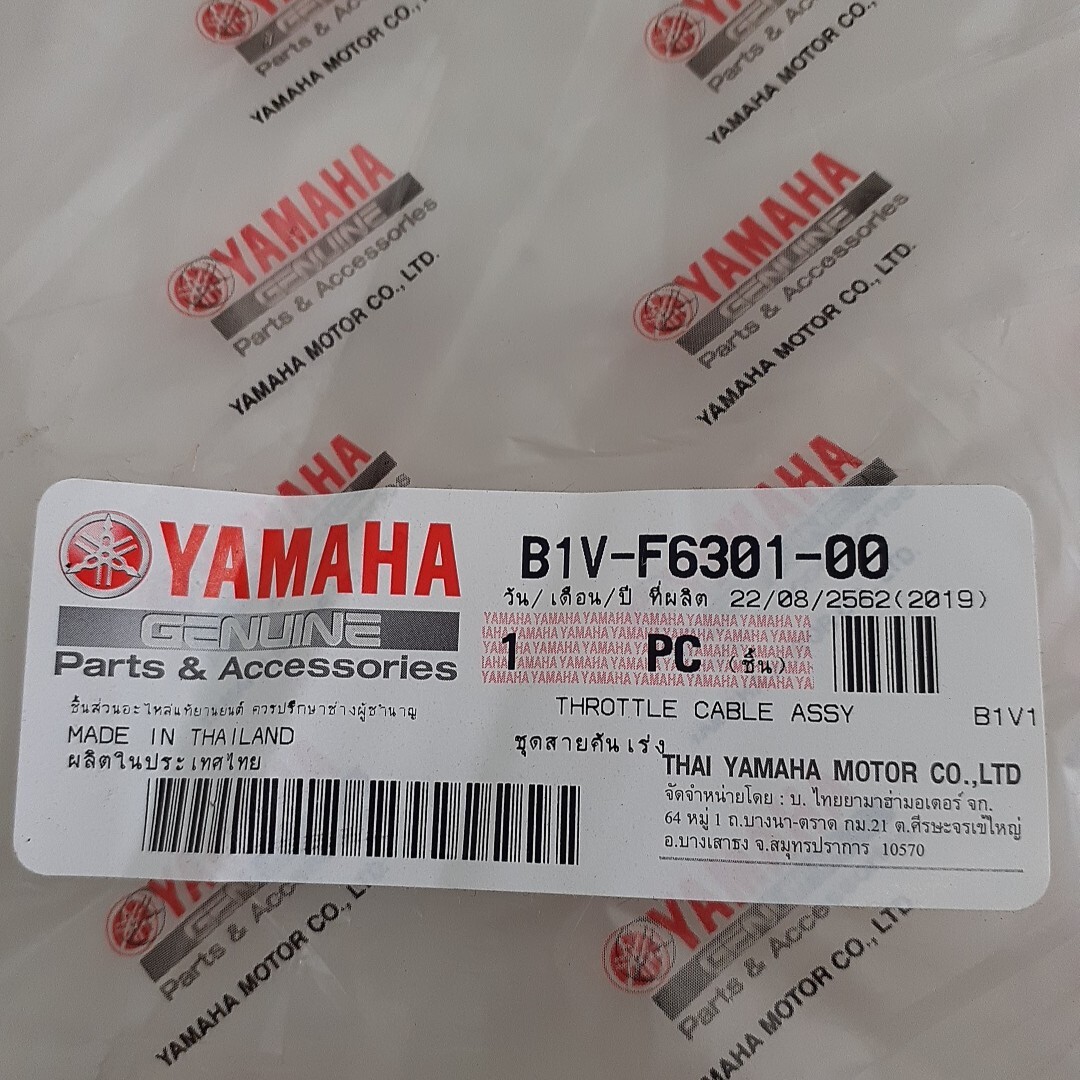 GENUINE
Parts & Accessories
YAMAHA MOTOR CO., LTD.
GENUINE
Parts & Accessories
YAMAHA MOTOR CO., LTD.
YAMAHA
GENUINE
Parts & Accessories
YAMAHA MOTOR CO., LTD.
YAMAHA
GENUINE
Parts & Accessories
YAMAHA MOTOR CO., LTD.
YAMAHA
YAMAHA
YAMAHA
GENUINE
Parts & Accessories
ชิ้นส่วนอะไหล่แท้ยานยนต์ ควรปรึกษาช่างผู้ชำนาญ
MADE IN THAILAND
ผลิตในประเทศไทย
B1V-F6301-00
วัน/เดือน/ปี ที่ผลิต 22/08/2562(2019)
1 PC (ชิ้น)
THROTTLE CABLE ASSY B1V1
ชุดสายคันเร่ง
THAI YAMAHA MOTOR CO.,LTD
จัดจำหน่ายโดย : บ. ไทยยามาฮ่ามอเตอร์ จก.
64 หมู่ 1 ถ.บางนา-ตราด กม.21 ต.ศีรษะจรเข้ใหญ่
อ.บางเสาธง จ.สมุทรปราการ 10570
Parts & Acc
YAMAHA MOTOR CO., LT
YAMA
Parts & Acc
AMAHA MOTOR CO., LTD